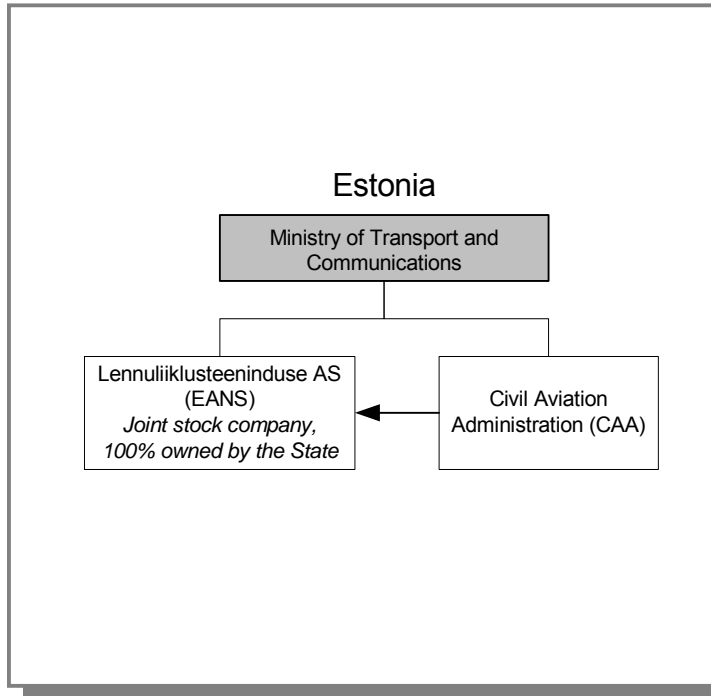 Estonia
Ministry of Transport and
Communications
Lennuliiklusteeninduse AS
(EANS)
Joint stock company,
100% owned by the State
Civil Aviation
Administration (CAA)